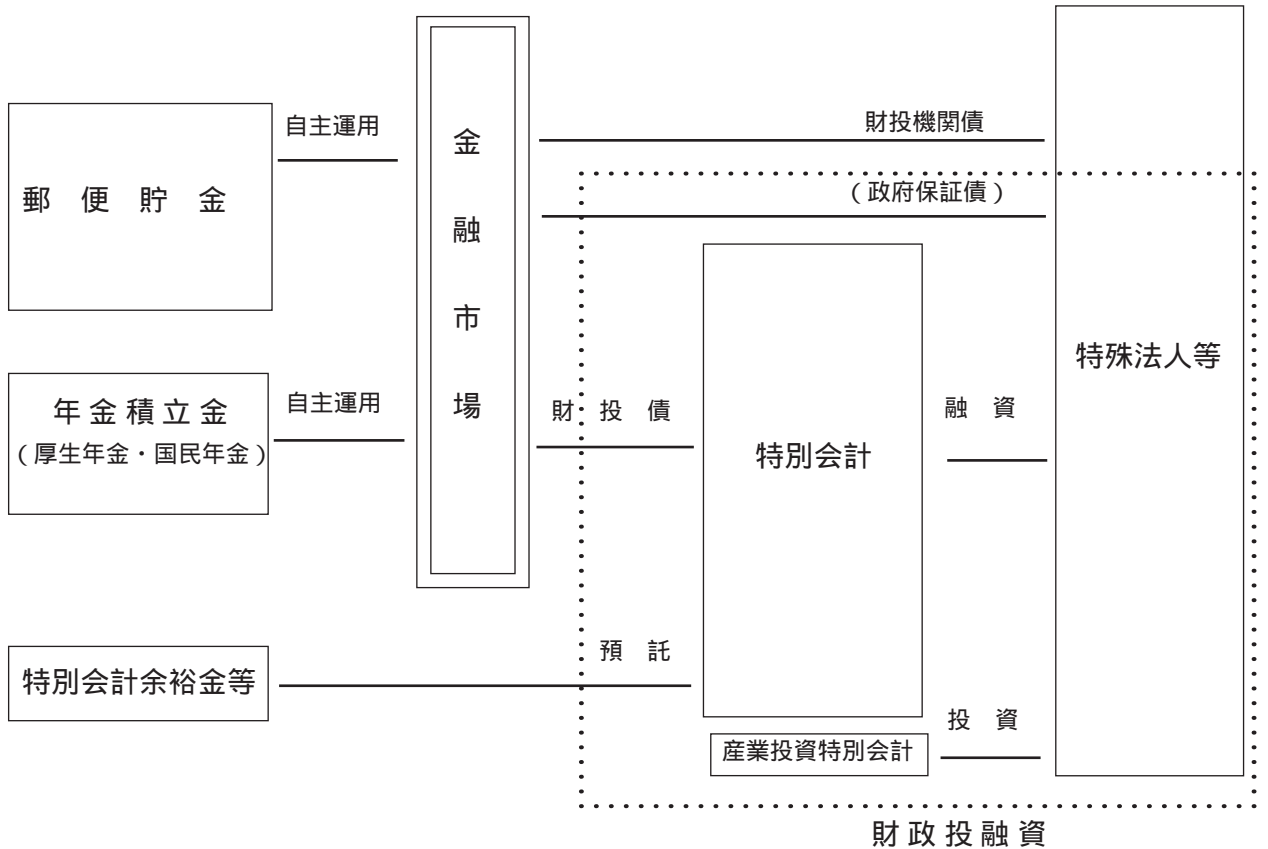 郵便貯金
自主運用
年金積立金
(厚生年金・国民年金)
自主運用
特別会計余裕金等
金融市場
財投機関債
(政府保証債)
財投債
預託
特別会計
産業投資特別会計
融資
投資
特殊法人等
財政投融資